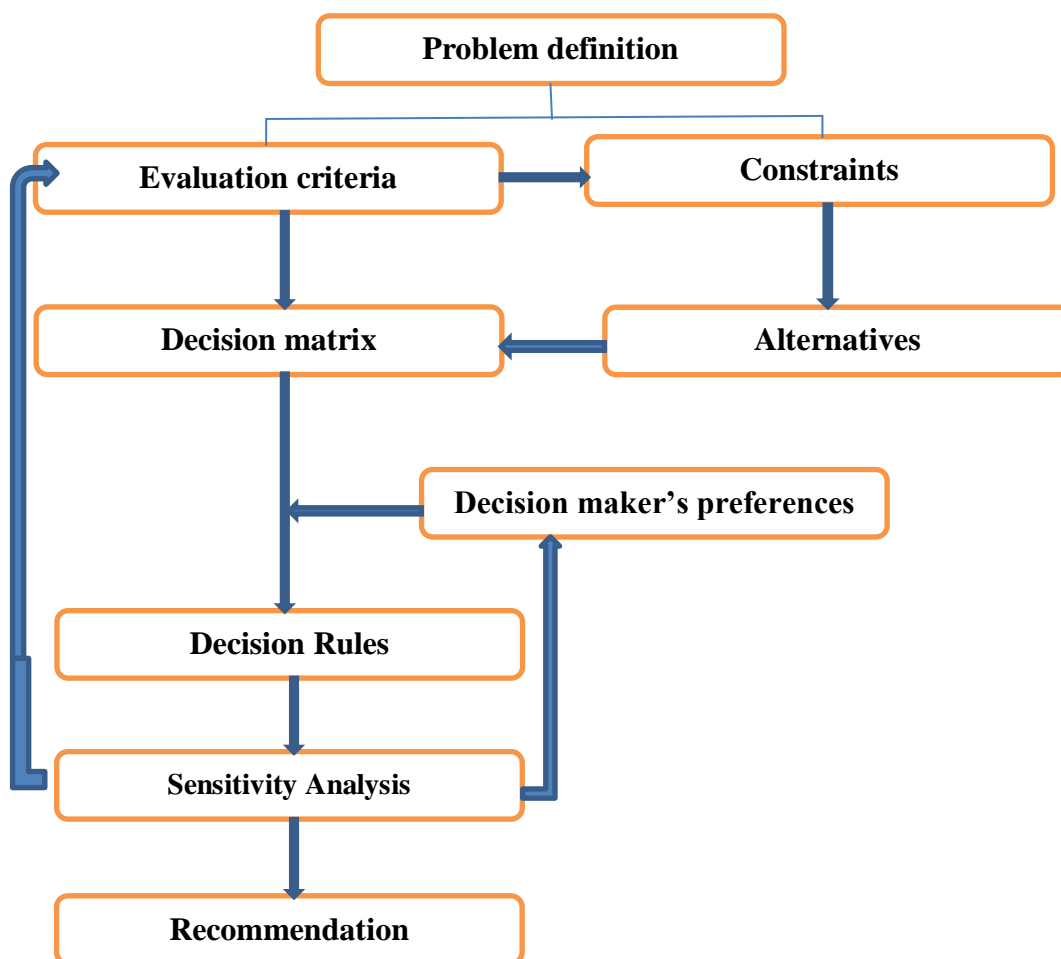 Problem definition
Evaluation criteria
Constraints
Decision matrix
Alternatives
Decision maker’s preferences
Decision Rules
Sensitivity Analysis
Recommendation